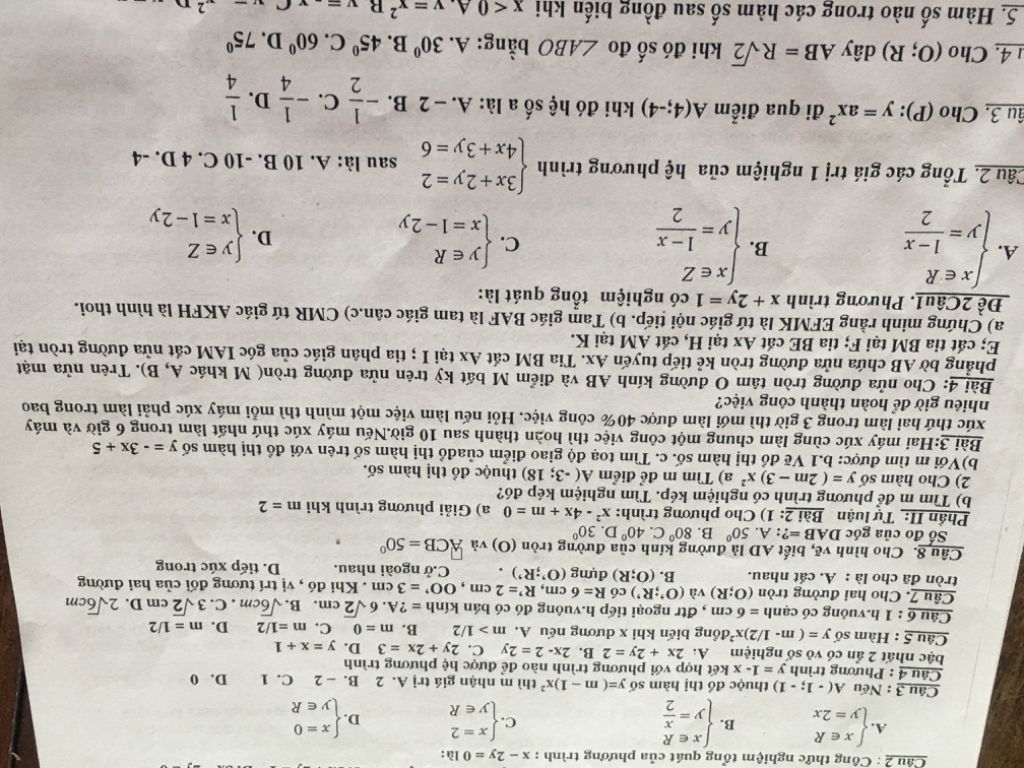 Câu 2 : Công thức nghiệm tổng quát của phương trình : x – 2y = 0 là:
A. {x ∈ R; y = 2x B. {x ∈ R; y = x/2 C. {x = 2; y ∈ R D. {x = 0; y ∈ R
Câu 3 : Nếu A( - 1; - 1) thuộc đồ thị hàm số y=( m – 1)x² thì m nhận giá trị A. 2 B. – 2 C. 1 D. 0
Câu 4 : Phương trình y = 1- x kết hợp với phương trình nào để được hệ phương trình
bậc nhất 2 ẩn có vô số nghiệm A: 2x + 2y = 2 B. 2x- 2 = 2y C. 2y + 2x = 3 D. y = x + 1
Câu 5 : Hàm số y = ( m- 1/2)x²đồng biến khi x dương nếu A. m > 1/2 B. m = 0 C. m =1/2 D. m = 1/2
Câu 6 : 1 h.vuông có cạnh = 6 cm , đtr ngoại tiếp h.vuông đó có bán kính = ?A. 6√2 cm. B. √6cm . C. 3√2 cm D. 2√6cm
Câu 7. Cho hai đường tròn (O;R) và (O’;R’) có R= 6 cm, R’= 2 cm , OO’ = 3 cm . Khi đó , vị trí tương đối của hai đường
tròn đã cho là : A. cắt nhau. B. (O;R) đựng (O’;R’) . C.ở ngoài nhau. D. tiếp xúc trong
Câu 8. Cho hình vẽ, biết AD là đường kính của đường tròn (O) và ACB = 50⁰
Số đo của góc DAB =?: A. 50⁰ B. 80⁰ C. 40⁰ D. 30⁰
Phần II: Tự luận Bài 2: 1) Cho phương trình: x² - 4x + m = 0 a) Giải phương trình khi m = 2
b) Tìm m để phương trình có nghiệm kép. Tìm nghiệm kép đó?
2) Cho hàm số y = ( 2m – 3) x² a) Tìm m để điểm A( -3; 18) thuộc đồ thị hàm số.
b)Với m tìm được: b.1 Vẽ đồ thị hàm số. c. Tìm toạ độ giao điểm củađồ thị hàm số trên với đồ thị hàm số y = - 3x + 5
Bài 3:Hai máy xúc cùng làm chung một công việc thì hoàn thành sau 10 giờ.Nếu máy xúc thứ nhất làm trong 6 giờ và máy
xúc thứ hai làm trong 3 giờ thì mới làm được 40% công việc. Hỏi nếu làm việc một mình thì mỗi máy xúc phải làm trong bao
nhiêu giờ để hoàn thành công việc?
Bài 4: Cho nửa đường tròn tâm O đường kính AB và điểm M bất kỳ trên nửa đường tròn( M khác A, B). Trên nửa mặt
phẳng bờ AB chứa nửa đường tròn kẻ tiếp tuyến Ax. Tia BM cắt Ax tại I ; tia phân giác của góc IAM cắt nửa đường tròn tại
E; cắt tia BM tại F; tia BE cắt Ax tại H, cắt AM tại K.
a) Chứng minh rằng EFMK là tứ giác nội tiếp. b) Tam giác BAF là tam giác cân.c) CMR tứ giác AKFH là hình thoi.
Đề 2Câu1. Phương trình x + 2y = 1 có nghiệm tổng quát là:
A. {x ∈ R; y = (1−x)/2 B. {x ∈ Z; y = (1−x)/2 C. {y ∈ R; x = 1−2y D. {y ∈ Z; x = 1−2y
Câu 2. Tổng các giá trị 1 nghiệm của hệ phương trình {3x+2y = 2; 4x+3y = 6 sau là: A. 10 B. -10 C. 4 D. -4
âu 3. Cho (P): y = ax² đi qua điểm A(4;-4) khi đó hệ số a là: A. – 2 B. −1/2 C. −1/4 D. 1/4
u 4. Cho (O; R) dây AB = R√2 khi đó số đo ∠ABO bằng: A. 30⁰ B. 45⁰ C. 60⁰ D. 75⁰
5. Hàm số nào trong các hàm số sau đồng biến khi x < 0 A. y = x² B. y = - x C. y = x² D.